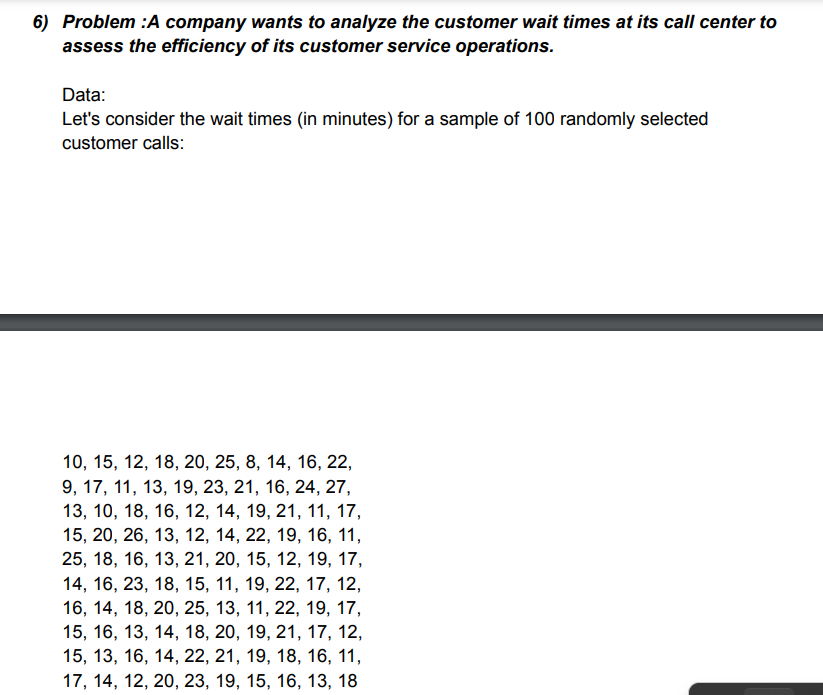 6) Problem :A company wants to analyze the customer wait times at its call center to
assess the efficiency of its customer service operations.
Data:
Let's consider the wait times (in minutes) for a sample of 100 randomly selected
customer calls:
10, 15, 12, 18, 20, 25, 8, 14, 16, 22,
9, 17, 11, 13, 19, 23, 21, 16, 24, 27,
13, 10, 18, 16, 12, 14, 19, 21, 11, 17,
15, 20, 26, 13, 12, 14, 22, 19, 16, 11,
25, 18, 16, 13, 21, 20, 15, 12, 19, 17,
14, 16, 23, 18, 15, 11, 19, 22, 17, 12,
16, 14, 18, 20, 25, 13, 11, 22, 19, 17,
15, 16, 13, 14, 18, 20, 19, 21, 17, 12,
15, 13, 16, 14, 22, 21, 19, 18, 16, 11,
17, 14, 12, 20, 23, 19, 15, 16, 13, 18